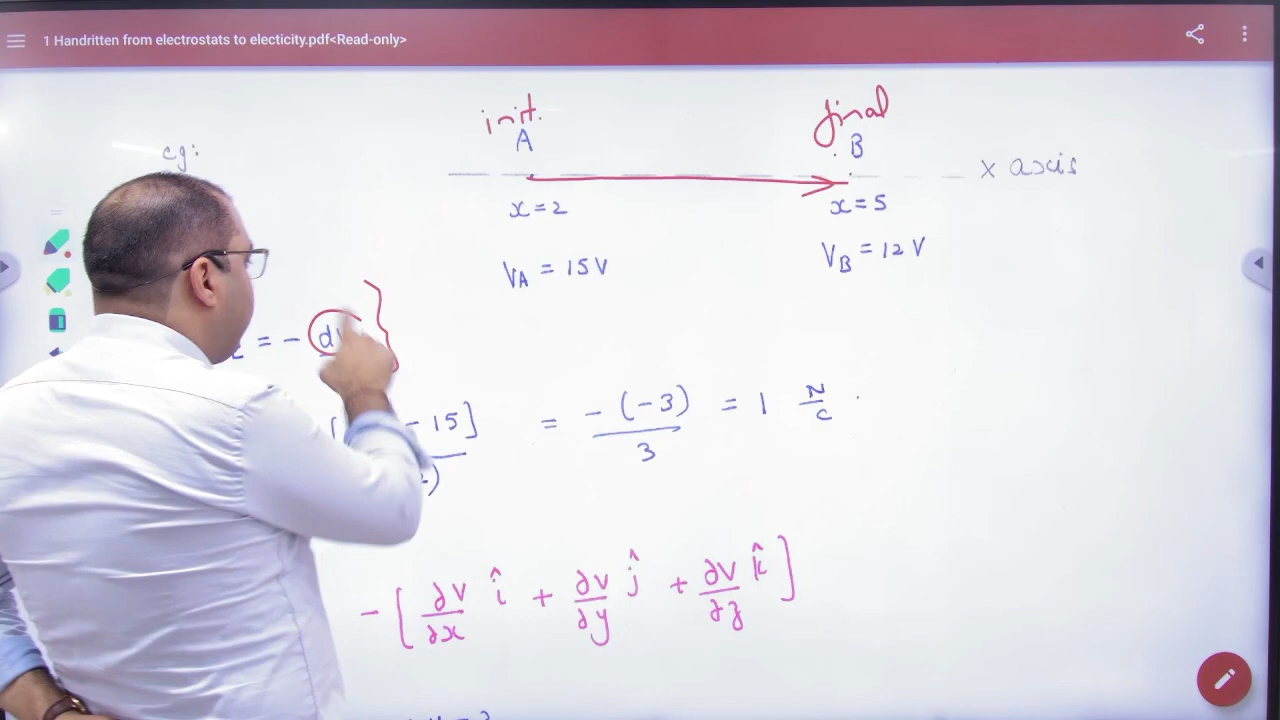 1 Handritten from electrostats to electicity.pdf<Read-only>
init. final
eg: A B
x axis
x = 2 x = 5
VA = 15 V VB = 12 V
= -
- 15] = -(-3)/3 = 1 N/C
- [ ∂V/∂x î + ∂V/∂y ĵ + ∂V/∂z k̂ ]